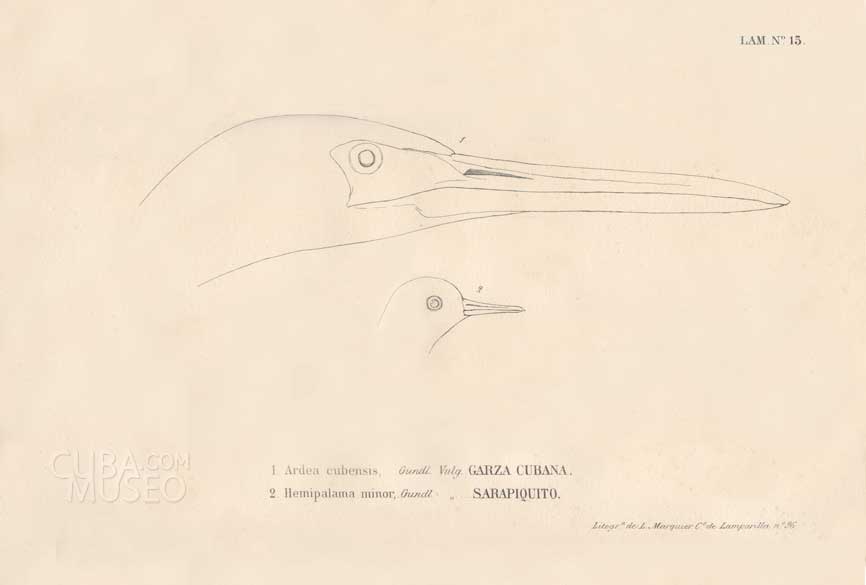 LAM. Nº 15.
1
2
1 Ardea cubensis, Gundl. Vulg. GARZA CUBANA.
2 Hemipalama minor, Gundl. „ SARAPIQUITO.
CUBA.COM
MUSEO
Litogr.ª de L. Marquier C.º de Lamparilla n.º 96